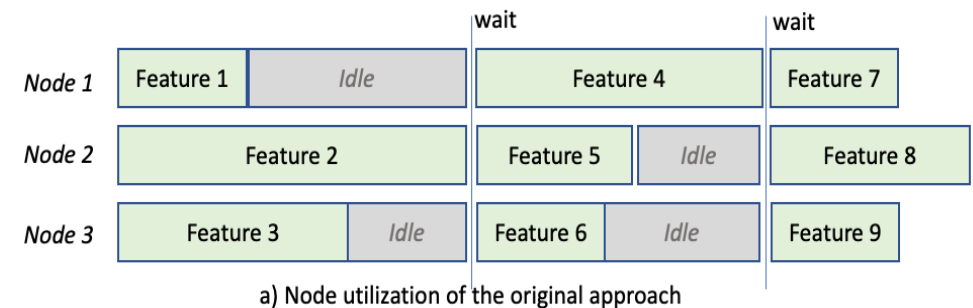 wait
wait
Node 1
Feature 1
Idle
Feature 4
Feature 7
Node 2
Feature 2
Feature 5
Idle
Feature 8
Node 3
Feature 3
Idle
Feature 6
Idle
Feature 9
a) Node utilization of the original approach